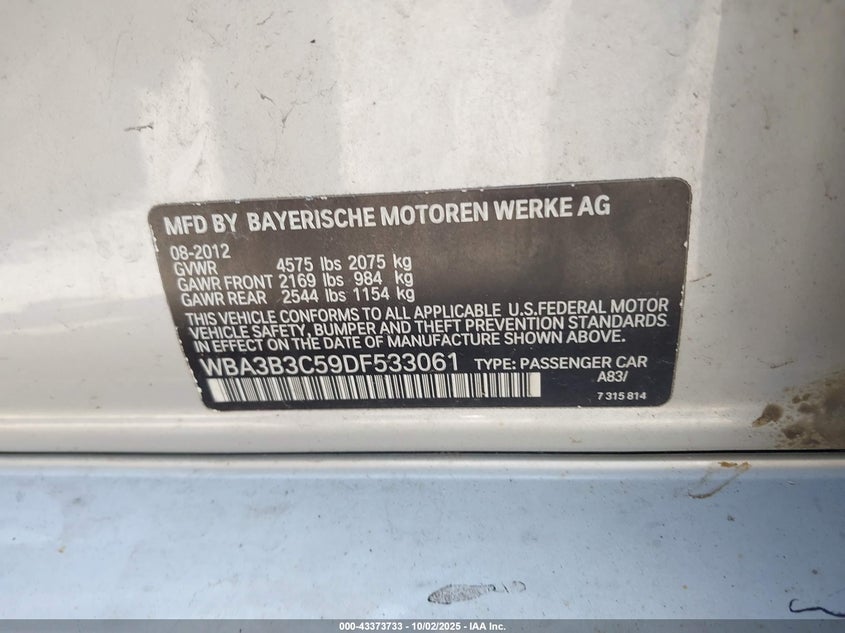 MFD BY BAYERISCHE MOTOREN WERKE AG
08-2012
GVWR 4575 lbs 2075 kg
GAWR FRONT 2169 lbs 984 kg
GAWR REAR 2544 lbs 1154 kg
THIS VEHICLE CONFORMS TO ALL APPLICABLE U.S.FEDERAL MOTOR
VEHICLE SAFETY, BUMPER AND THEFT PREVENTION STANDARDS
IN EFFECT ON THE DATE OF MANUFACTURE SHOWN ABOVE.
WBA3B3C59DF533061 TYPE: PASSENGER CAR
A83/
7 315 814
000-43373733 - 10/02/2025 - IAA Inc.